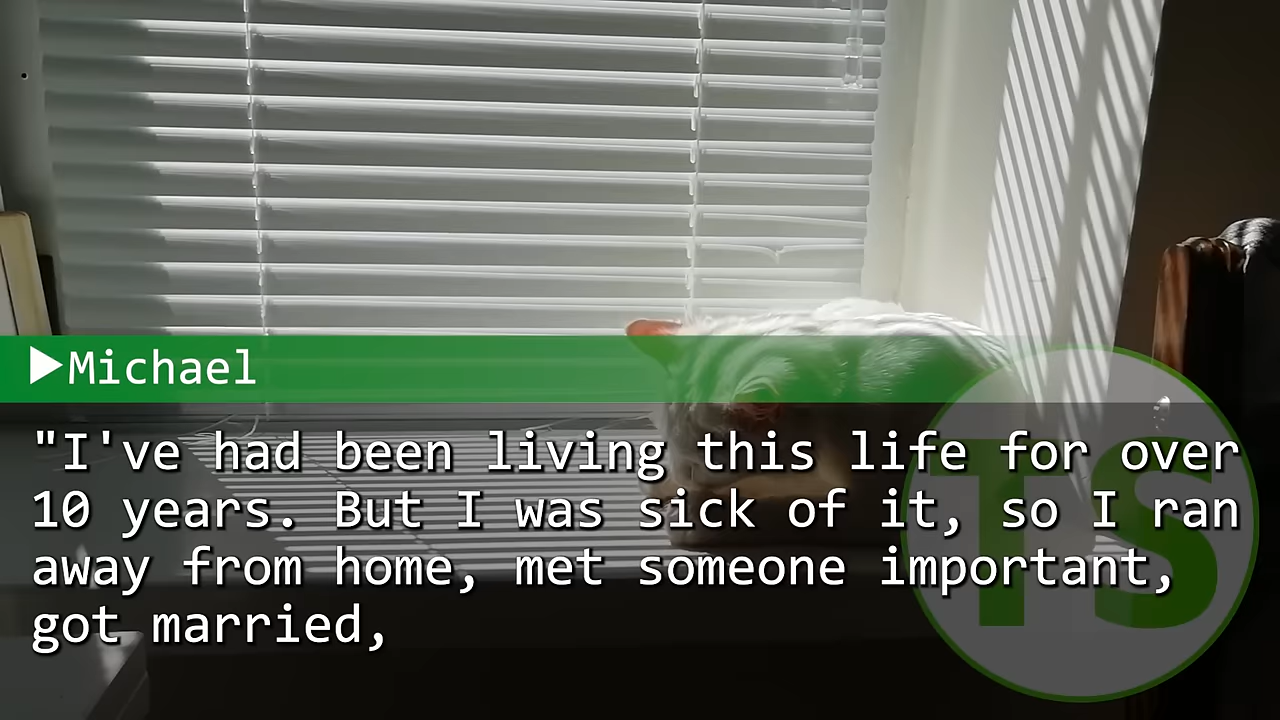 ▶Michael
"I've had been living this life for over
10 years. But I was sick of it, so I ran
away from home, met someone important,
got married,
TS